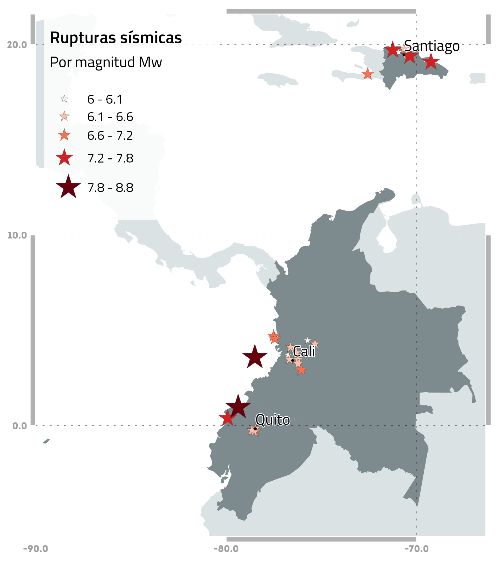 Rupturas sísmicas
Por magnitud Mw
6 - 6.1
6.1 - 6.6
6.6 - 7.2
7.2 - 7.8
7.8 - 8.8
20.0
Santiago
10.0
Cali
Quito
0.0
-90.0
-80.0
-70.0